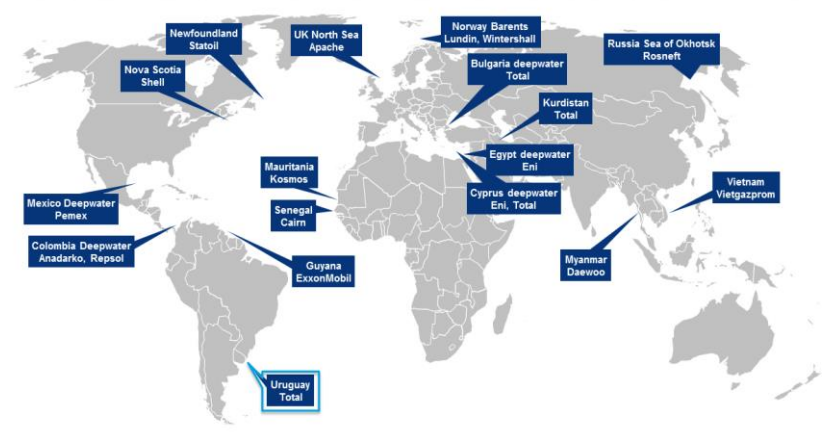 Newfoundland
Statoil
UK North Sea
Apache
Norway Barents
Lundin, Wintershall
Russia Sea of Okhotsk
Rosneft
Nova Scotia
Shell
Bulgaria deepwater
Total
Kurdistan
Total
Egypt deepwater
Eni
Mauritania
Kosmos
Cyprus deepwater
Eni, Total
Vietnam
Vietgazprom
Mexico Deepwater
Pemex
Senegal
Cairn
Colombia Deepwater
Anadarko, Repsol
Guyana
ExxonMobil
Myanmar
Daewoo
Uruguay
Total